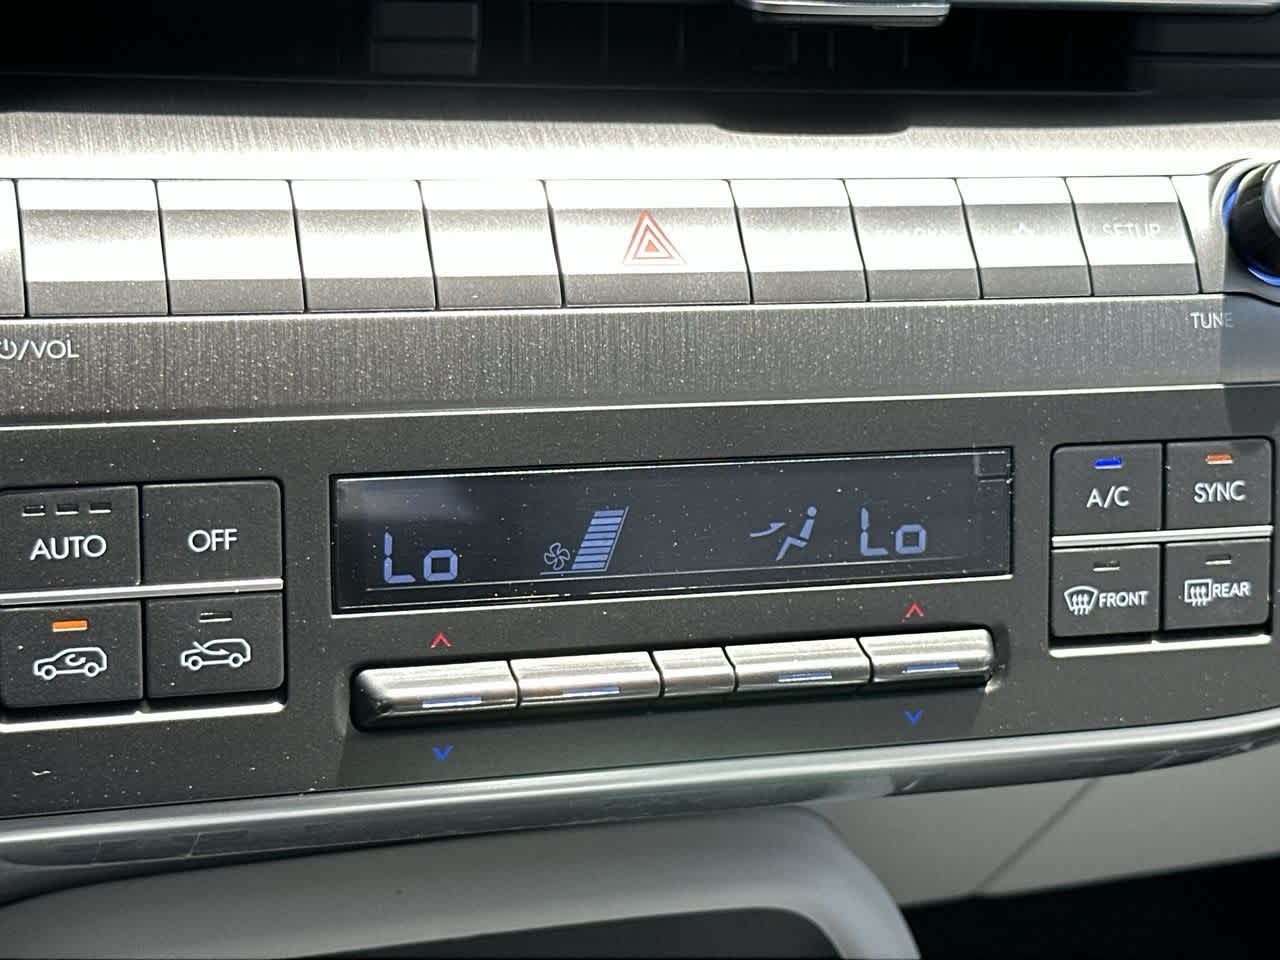 SETUP
/VOL
TUNE
AUTO
OFF
Lo
Lo
A/C
SYNC
FRONT
REAR